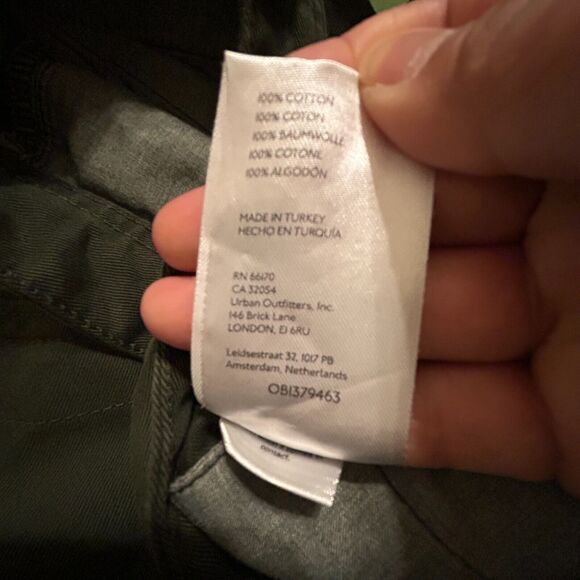 100% COTTON
100% COTON
100% BAUMWOLLE
100% COTONE
100% ALGODÓN
MADE IN TURKEY
HECHO EN TURQUÍA
RN 66170
CA 32054
Urban Outfitters, Inc.
146 Brick Lane
LONDON, E1 6RU
Leidsestraat 32, 1017 PB
Amsterdam, Netherlands
OB1379463
contact.